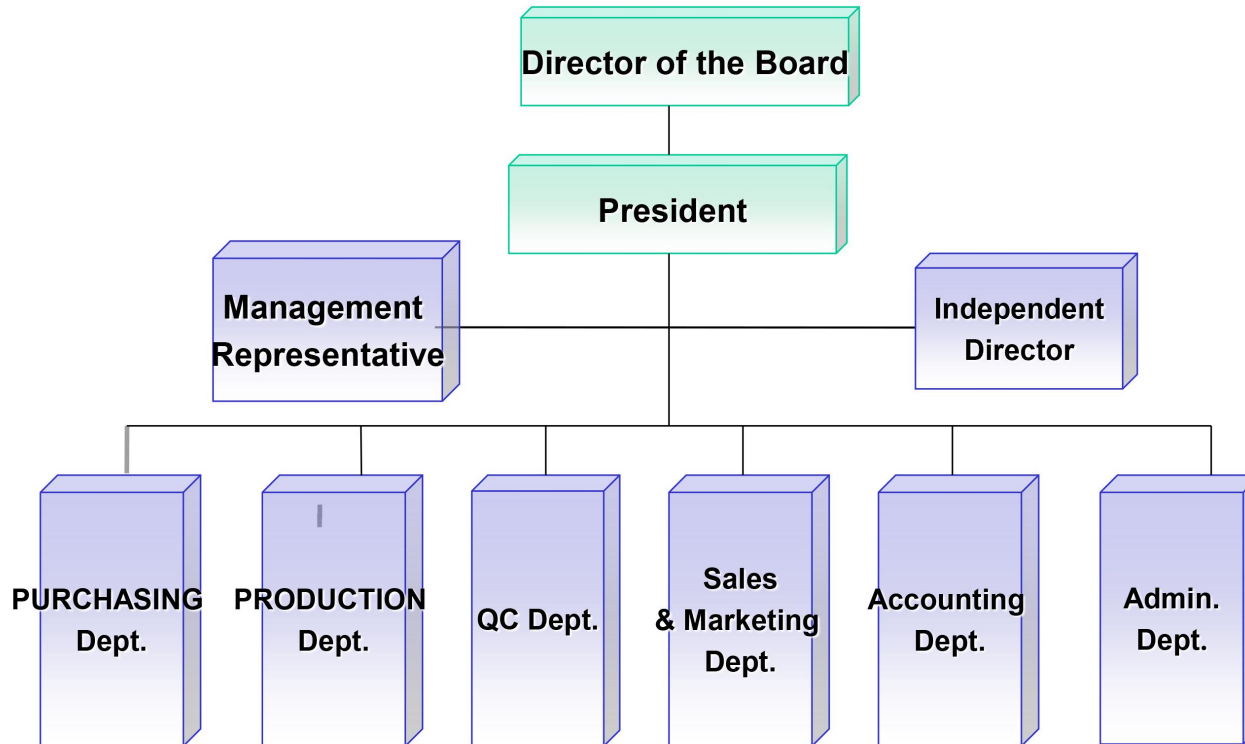 Director of the Board
President
Management
Representative
Independent
Director
PURCHASING
Dept.
PRODUCTION
Dept.
QC Dept.
Sales
& Marketing
Dept.
Accounting
Dept.
Admin.
Dept.